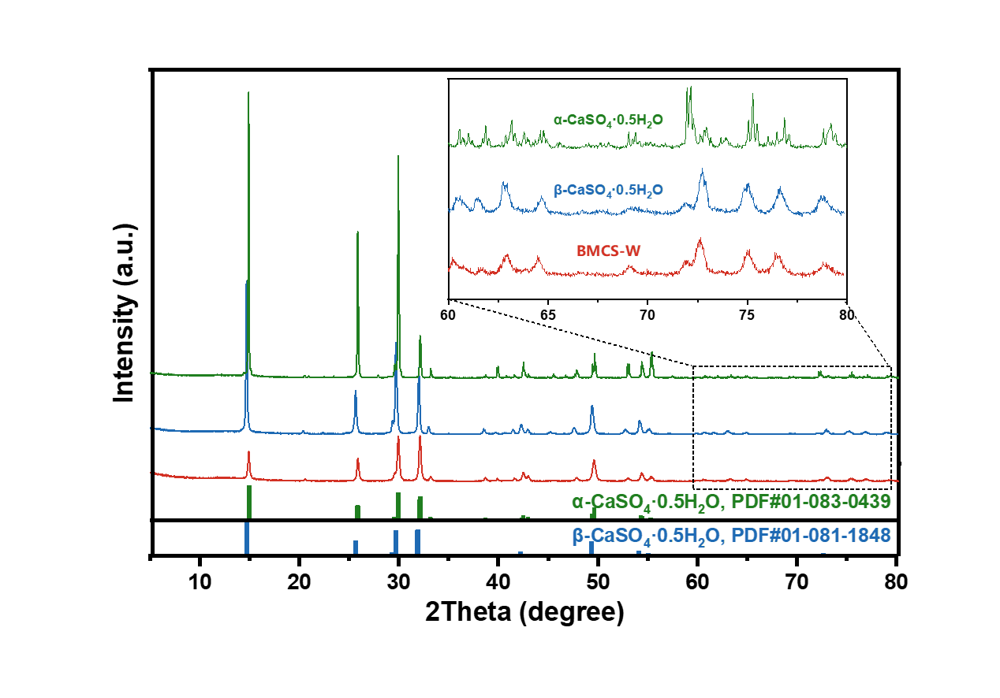 Intensity (a.u.)
α-CaSO₄·0.5H₂O
β-CaSO₄·0.5H₂O
BMCS-W
60 65 70 75 80
α-CaSO₄·0.5H₂O, PDF#01-083-0439
β-CaSO₄·0.5H₂O, PDF#01-081-1848
10 20 30 40 50 60 70 80
2Theta (degree)